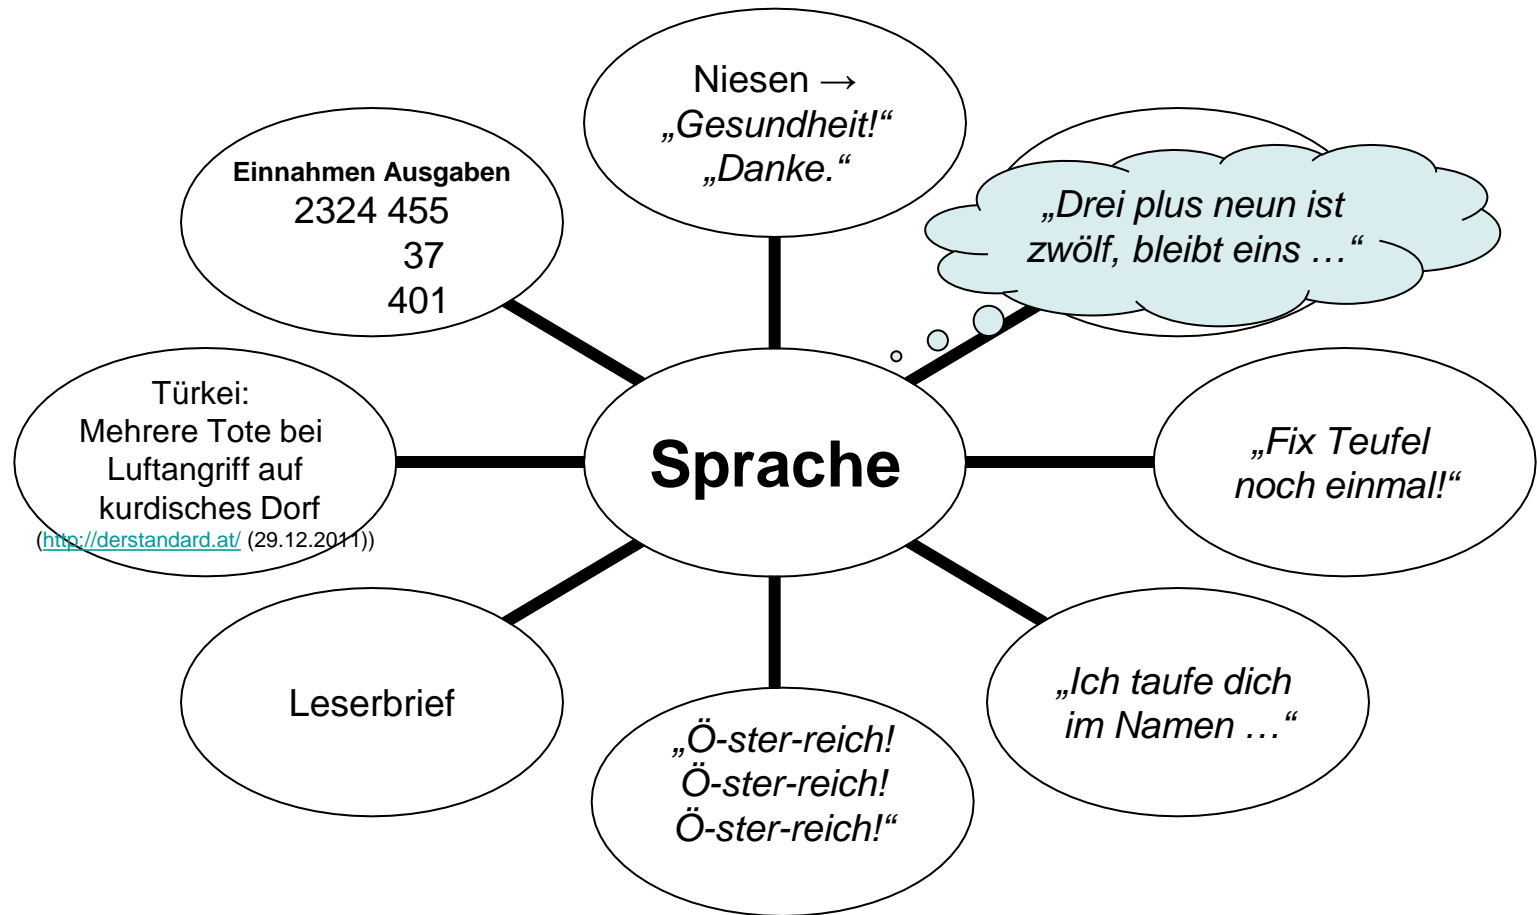 Niesen →
„Gesundheit!“
„Danke.“
„Drei plus neun ist
zwölf, bleibt eins …“
„Fix Teufel
noch einmal!“
„Ich taufe dich
im Namen …“
„Ö-ster-reich!
Ö-ster-reich!
Ö-ster-reich!“
Leserbrief
Türkei:
Mehrere Tote bei
Luftangriff auf
kurdisches Dorf
(http://derstandard.at/ (29.12.2011))
Einnahmen Ausgaben
2324 455
37
401
Sprache